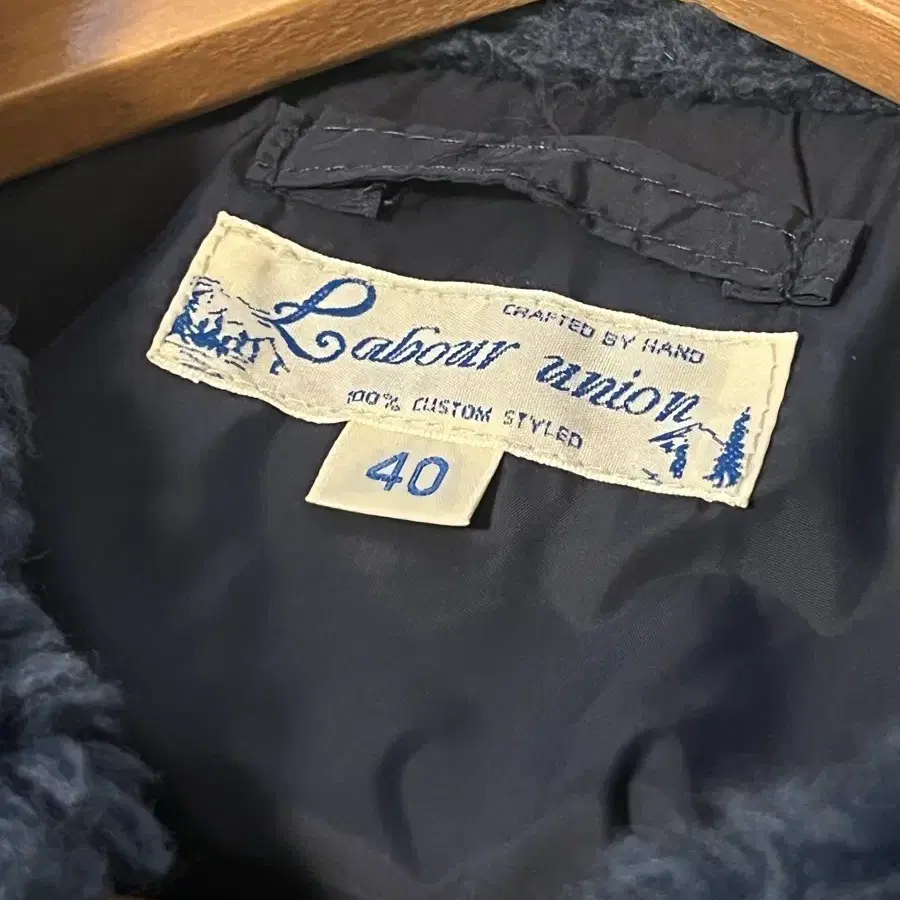 CRAFTED BY HAND
Labour union
100% CUSTOM STYLED
40